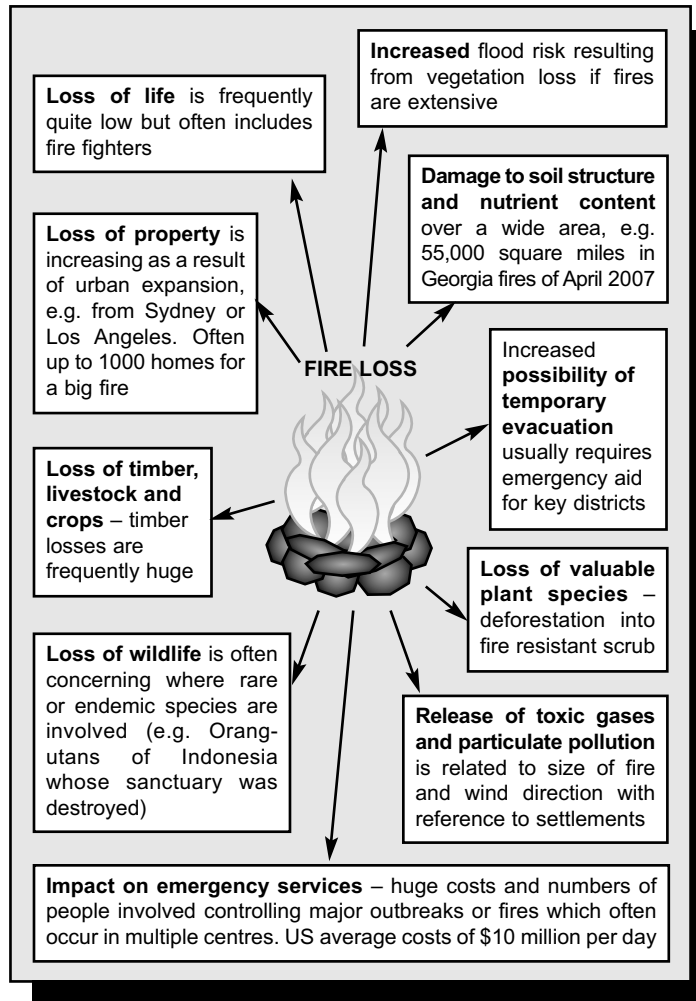 Increased flood risk resulting
from vegetation loss if fires
are extensive
Loss of life is frequently
quite low but often includes
fire fighters
Damage to soil structure
and nutrient content
over a wide area, e.g.
55,000 square miles in
Georgia fires of April 2007
Loss of property is
increasing as a result
of urban expansion,
e.g. from Sydney or
Los Angeles. Often
up to 1000 homes for
a big fire
FIRE LOSS
Increased
possibility of
temporary
evacuation
usually requires
emergency aid
for key districts
Loss of timber,
livestock and
crops – timber
losses are
frequently huge
Loss of valuable
plant species –
deforestation into
fire resistant scrub
Loss of wildlife is often
concerning where rare
or endemic species are
involved (e.g. Orang-
utans of Indonesia
whose sanctuary was
destroyed)
Release of toxic gases
and particulate pollution
is related to size of fire
and wind direction with
reference to settlements
Impact on emergency services – huge costs and numbers of
people involved controlling major outbreaks or fires which often
occur in multiple centres. US average costs of $10 million per day